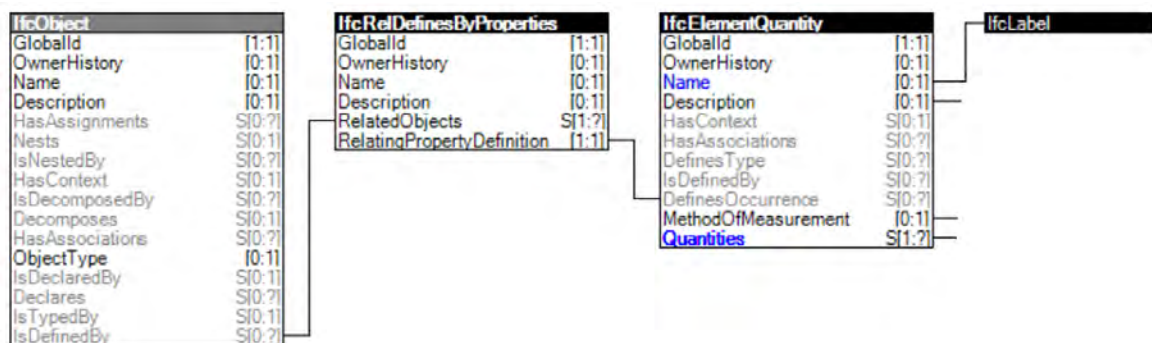 IfcObject
GlobalId [1:1]
OwnerHistory [0:1]
Name [0:1]
Description [0:1]
HasAssignments S[0:?]
Nests S[0:1]
IsNestedBy S[0:?]
HasContext S[0:1]
IsDecomposedBy S[0:?]
Decomposes S[0:1]
HasAssociations S[0:?]
ObjectType [0:1]
IsDeclaredBy S[0:1]
Declares S[0:?]
IsTypedBy S[0:1]
IsDefinedBy S[0:?]
IfcRelDefinesByProperties
GlobalId [1:1]
OwnerHistory [0:1]
Name [0:1]
Description [0:1]
RelatedObjects S[1:?]
RelatingPropertyDefinition [1:1]
IfcElementQuantity
GlobalId [1:1]
OwnerHistory [0:1]
Name [0:1]
Description [0:1]
HasContext S[0:1]
HasAssociations S[0:?]
DefinesType S[0:?]
IsDefinedBy S[0:?]
DefinesOccurrence S[0:?]
MethodOfMeasurement [0:1]
Quantities S[1:?]
IfcLabel